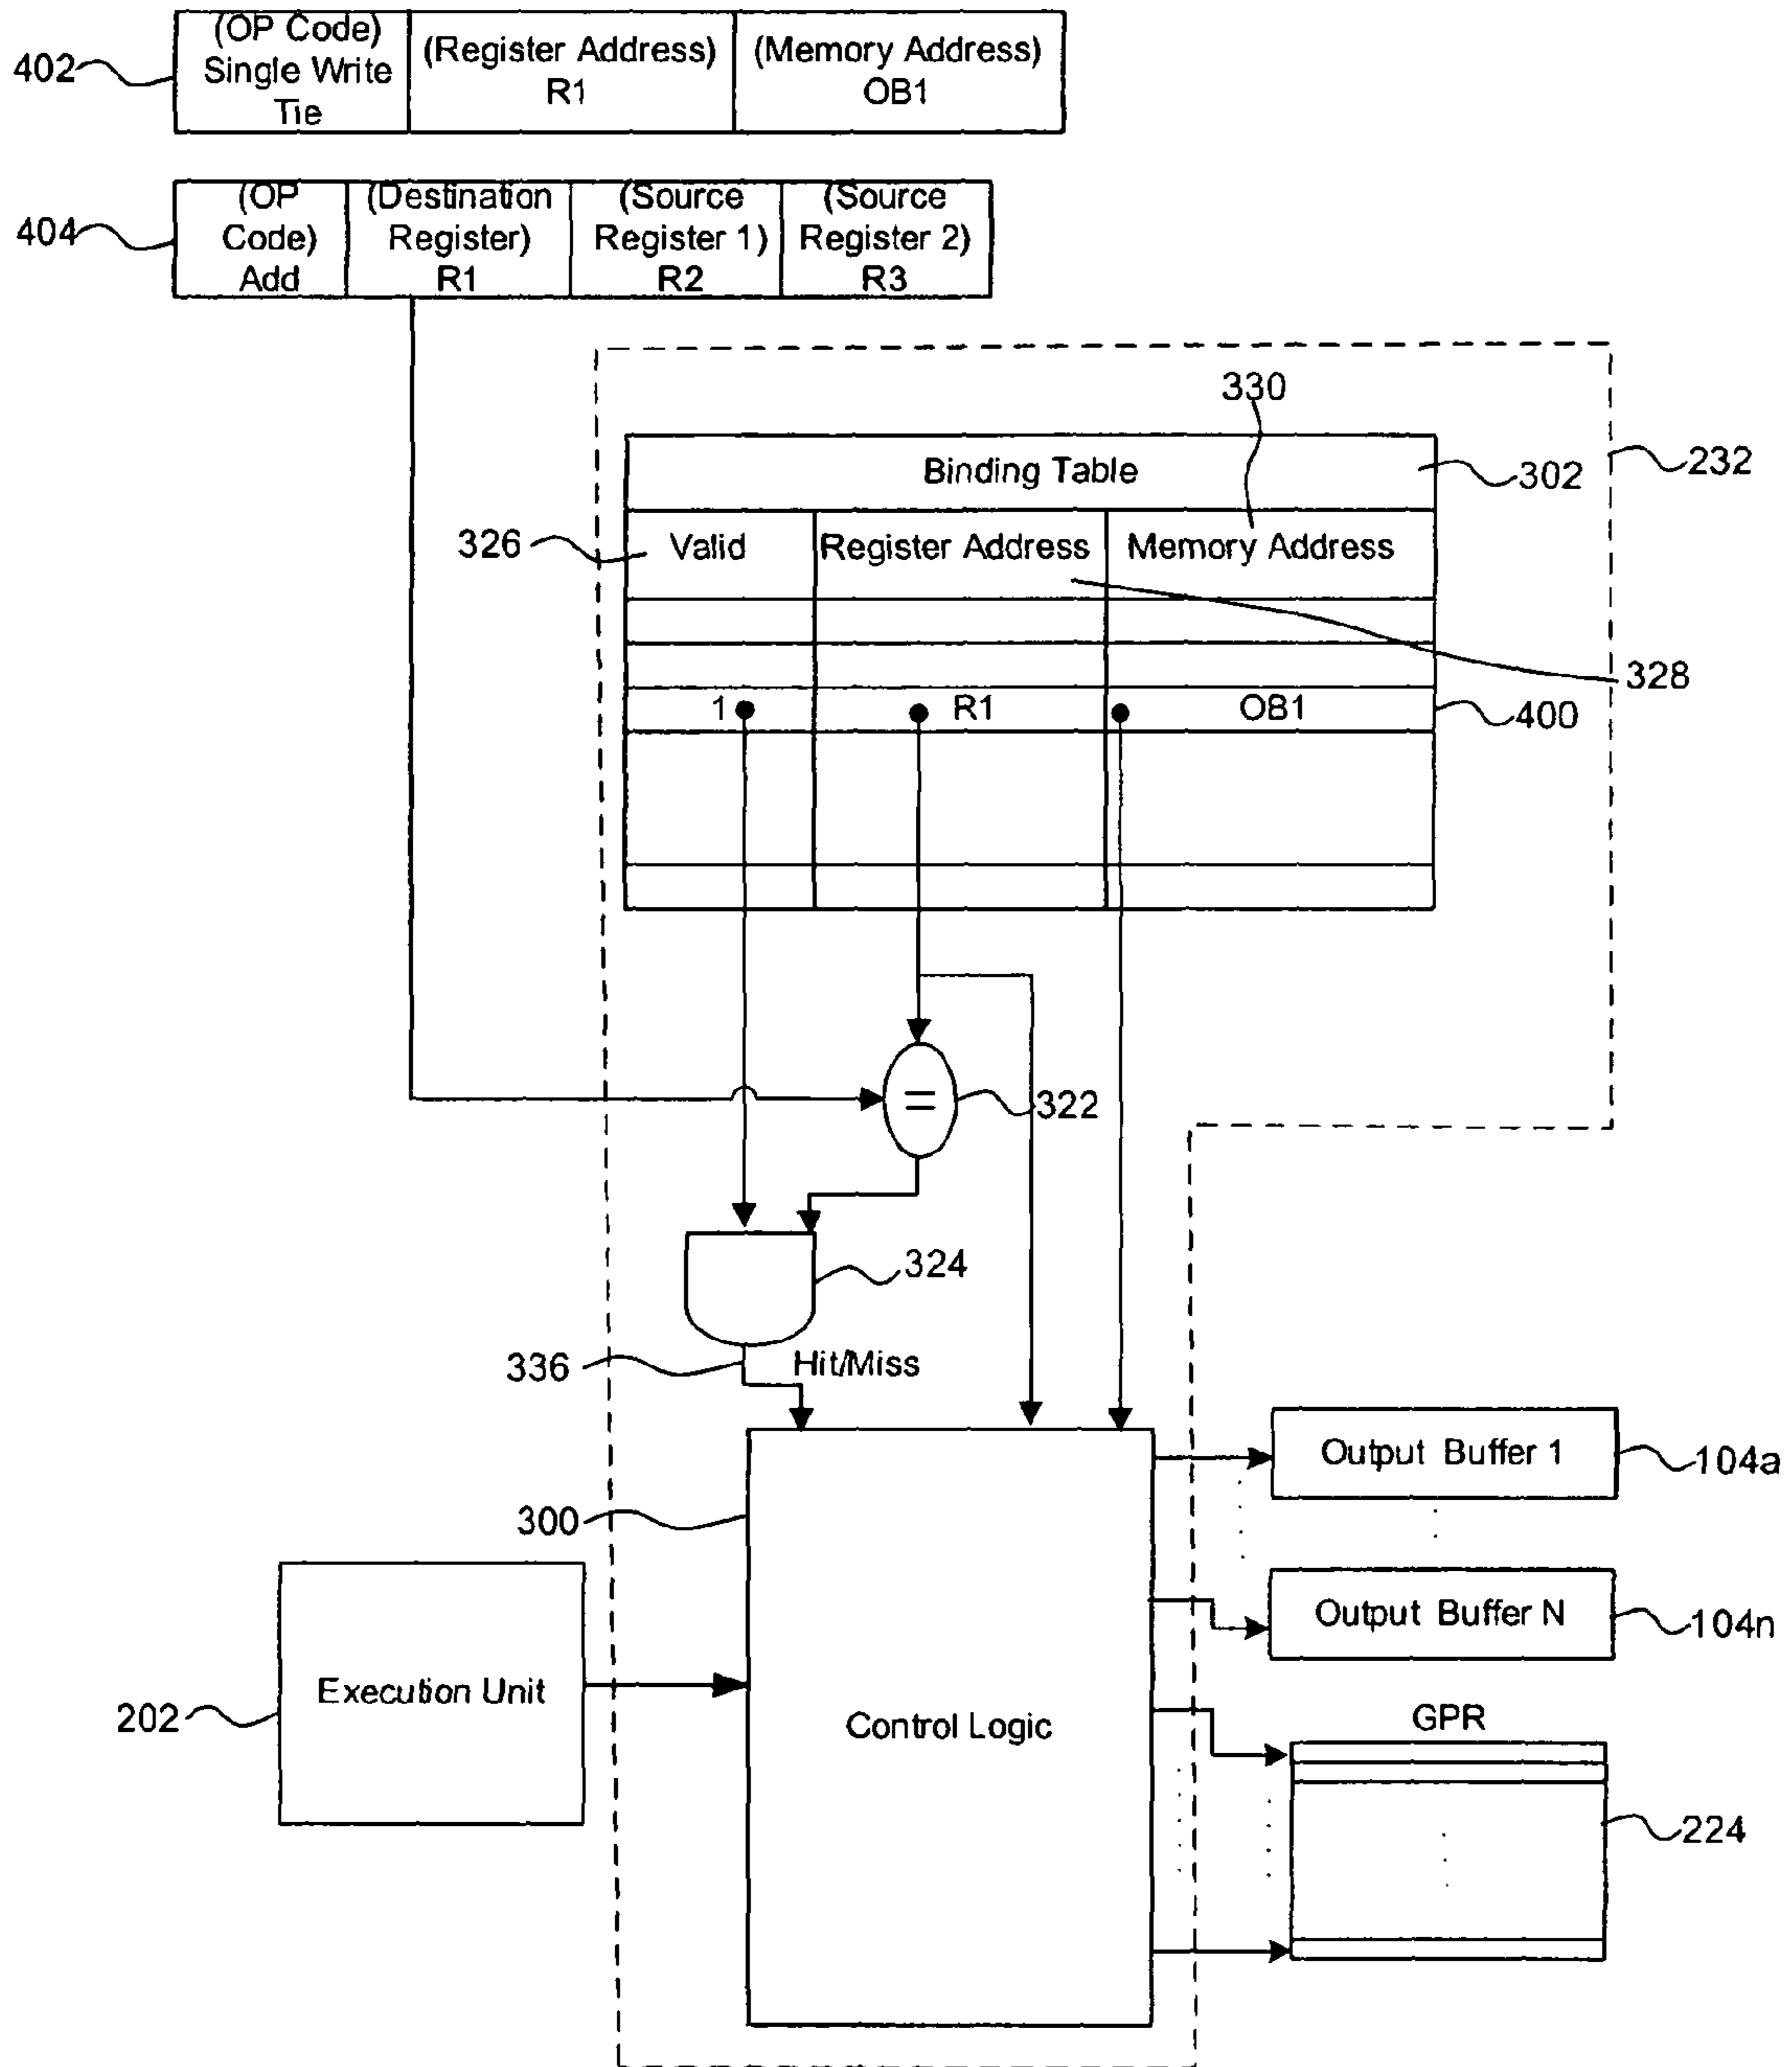 (OP Code)
Single Write
Tie
(Register Address)
R1
(Memory Address)
OB1
402
(OP
Code)
Add
(Destination
Register)
R1
(Source
Register 1)
R2
(Source
Register 2)
R3
404
330
Binding Table
302
232
326
Valid
Register Address
Memory Address
328
1
R1
OB1
400
=
322
324
336
Hit/Miss
300
Output Buffer 1
104a
Output Buffer N
104n
Execution Unit
202
Control Logic
GPR
224